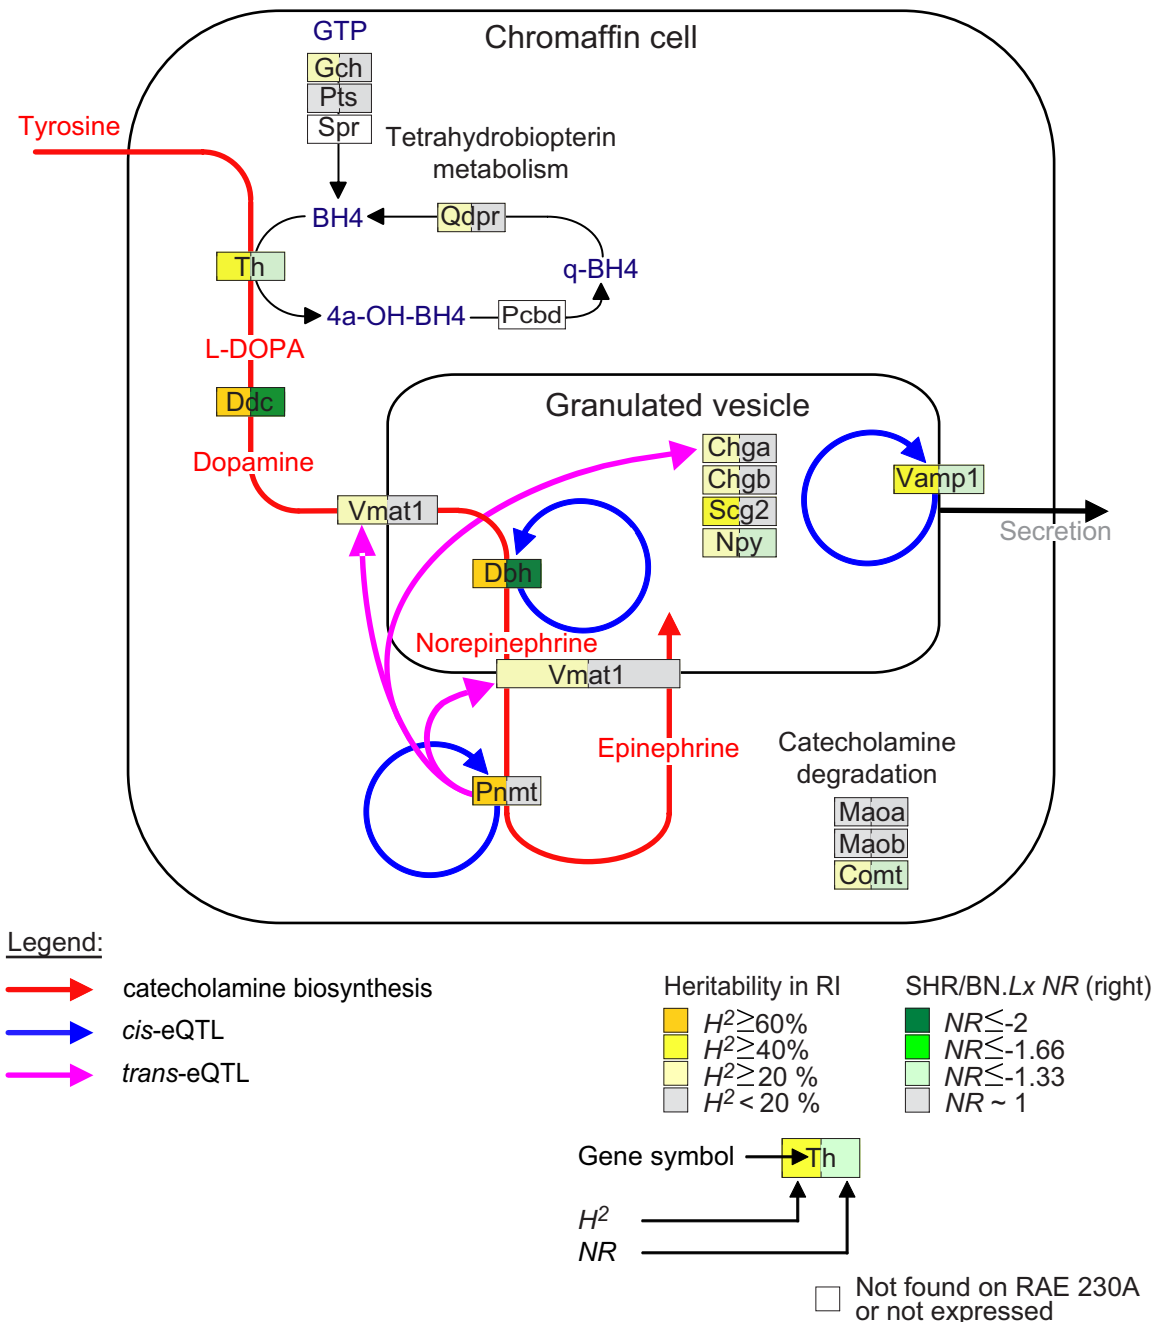 GTP
Chromaffin cell
Gch
Pts
Spr
Tyrosine
Tetrahydrobiopterin
metabolism
BH4
Qdpr
Th
q-BH4
4a-OH-BH4
Pcbd
L-DOPA
Ddc
Granulated vesicle
Chga
Chgb
Scg2
Npy
Vamp1
Dopamine
Vmat1
Secretion
Dbh
Norepinephrine
Vmat1
Epinephrine
Catecholamine
degradation
Pnmt
Maoa
Maob
Comt
Legend:
catecholamine biosynthesis
cis-eQTL
trans-eQTL
Heritability in RI
H²≥60%
H²≥40%
H²≥20 %
H²< 20 %
SHR/BN.Lx NR (right)
NR≤-2
NR≤-1.66
NR≤-1.33
NR ~ 1
Gene symbol
Th
H²
NR
Not found on RAE 230A
or not expressed